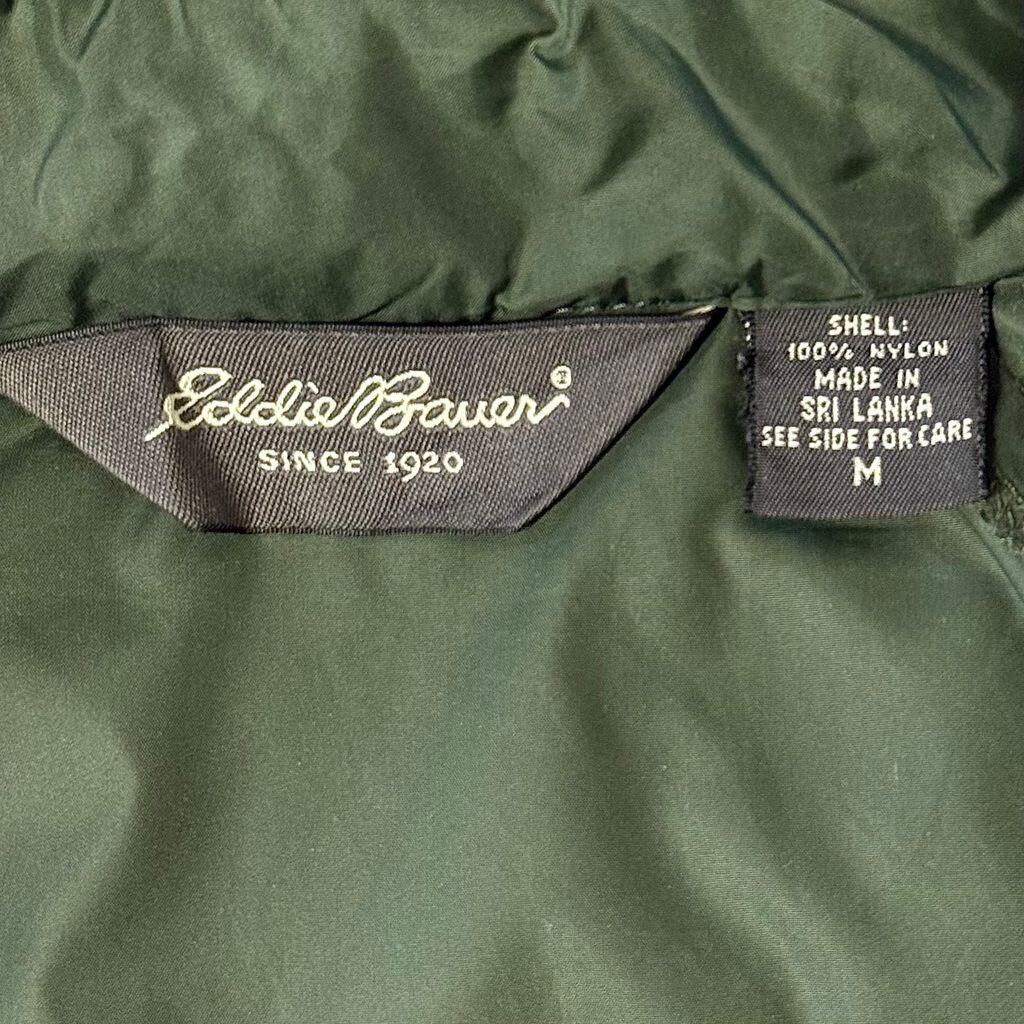 Eddie Bauer®
SINCE 1920
SHELL:
100% NYLON
MADE IN
SRI LANKA
SEE SIDE FOR CARE
M